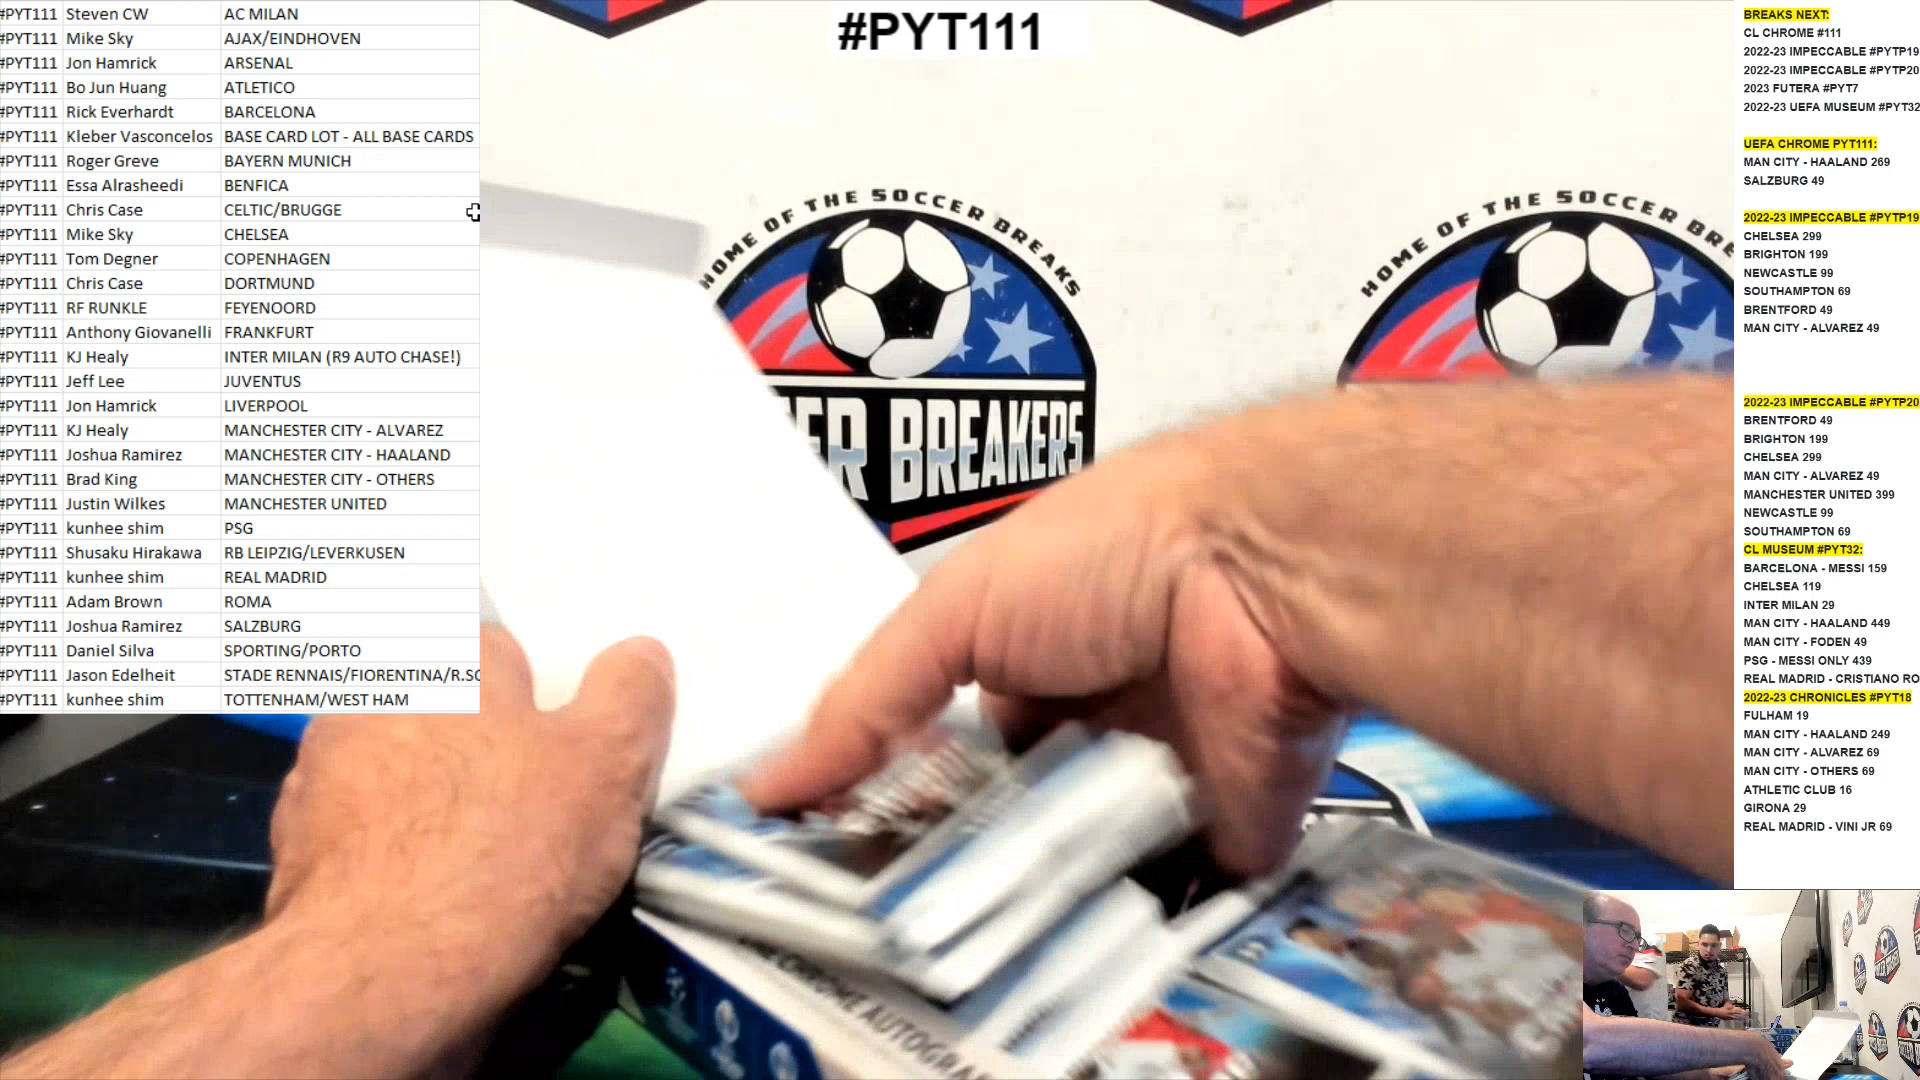 #PYT111 Steven CW AC MILAN
#PYT111 Mike Sky AJAX/EINDHOVEN
#PYT111 Jon Hamrick ARSENAL
#PYT111 Bo Jun Huang ATLETICO
#PYT111 Rick Everhardt BARCELONA
#PYT111 Kleber Vasconcelos BASE CARD LOT - ALL BASE CARDS
#PYT111 Roger Greve BAYERN MUNICH
#PYT111 Essa Alrasheedi BENFICA
#PYT111 Chris Case CELTIC/BRUGGE
#PYT111 Mike Sky CHELSEA
#PYT111 Tom Degner COPENHAGEN
#PYT111 Chris Case DORTMUND
#PYT111 RF RUNKLE FEYENOORD
#PYT111 Anthony Giovanelli FRANKFURT
#PYT111 KJ Healy INTER MILAN (R9 AUTO CHASE!)
#PYT111 Jeff Lee JUVENTUS
#PYT111 Jon Hamrick LIVERPOOL
#PYT111 KJ Healy MANCHESTER CITY - ALVAREZ
#PYT111 Joshua Ramirez MANCHESTER CITY - HAALAND
#PYT111 Brad King MANCHESTER CITY - OTHERS
#PYT111 Justin Wilkes MANCHESTER UNITED
#PYT111 kunhee shim PSG
#PYT111 Shusaku Hirakawa RB LEIPZIG/LEVERKUSEN
#PYT111 kunhee shim REAL MADRID
#PYT111 Adam Brown ROMA
#PYT111 Joshua Ramirez SALZBURG
#PYT111 Daniel Silva SPORTING/PORTO
#PYT111 Jason Edelheit STADE RENNAIS/FIORENTINA/R.SO
#PYT111 kunhee shim TOTTENHAM/WEST HAM
#PYT111
HOME OF THE SOCCER BREAKS
ER BREAKERS
HOME OF THE SOCCER BRE
CHROME AUTOGRA
BREAKS NEXT:
CL CHROME #111
2022-23 IMPECCABLE #PYTP19
2022-23 IMPECCABLE #PYTP20
2023 FUTERA #PYT7
2022-23 UEFA MUSEUM #PYT32
UEFA CHROME PYT111:
MAN CITY - HAALAND 269
SALZBURG 49
2022-23 IMPECCABLE #PYTP19
CHELSEA 299
BRIGHTON 199
NEWCASTLE 99
SOUTHAMPTON 69
BRENTFORD 49
MAN CITY - ALVAREZ 49
2022-23 IMPECCABLE #PYTP20
BRENTFORD 49
BRIGHTON 199
CHELSEA 299
MAN CITY - ALVAREZ 49
MANCHESTER UNITED 399
NEWCASTLE 99
SOUTHAMPTON 69
CL MUSEUM #PYT32:
BARCELONA - MESSI 159
CHELSEA 119
INTER MILAN 29
MAN CITY - HAALAND 449
MAN CITY - FODEN 49
PSG - MESSI ONLY 439
REAL MADRID - CRISTIANO RO
2022-23 CHRONICLES #PYT18
FULHAM 19
MAN CITY - HAALAND 249
MAN CITY - ALVAREZ 69
MAN CITY - OTHERS 69
ATHLETIC CLUB 16
GIRONA 29
REAL MADRID - VINI JR 69